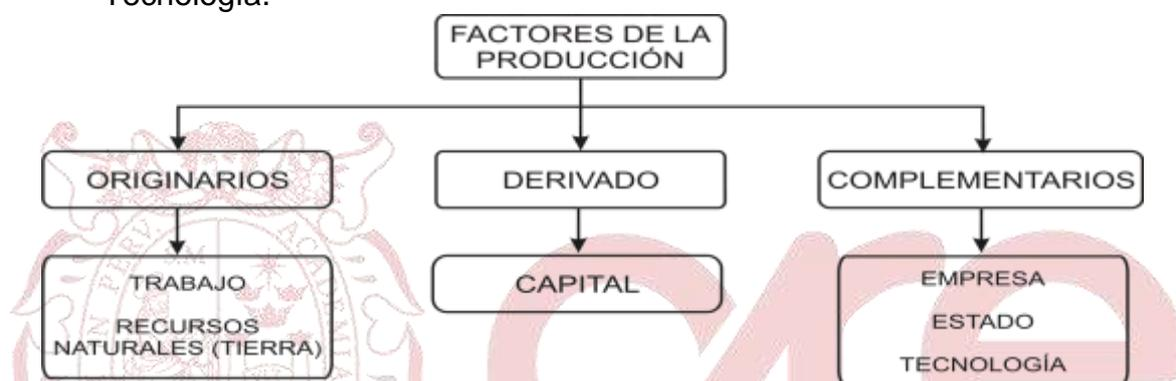 Tecnología.
FACTORES DE LA
PRODUCCIÓN
ORIGINARIOS
DERIVADO
COMPLEMENTARIOS
TRABAJO
RECURSOS
NATURALES (TIERRA)
CAPITAL
EMPRESA
ESTADO
TECNOLOGÍA